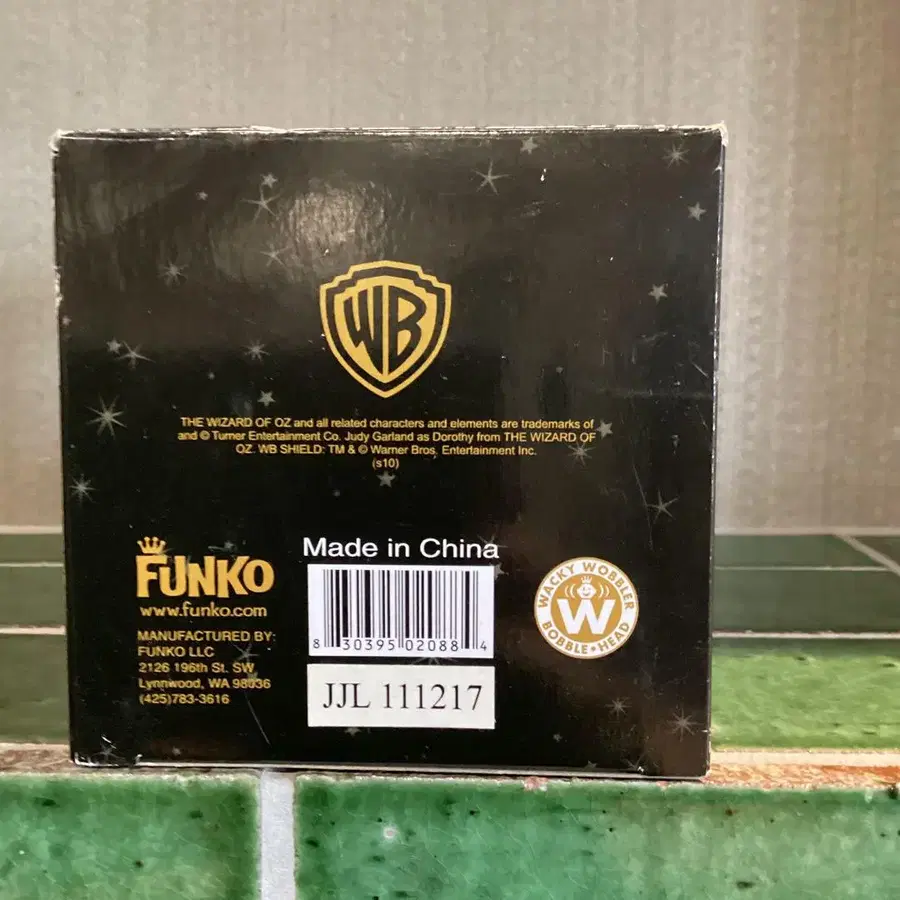 WB
THE WIZARD OF OZ and all related characters and elements are trademarks of
and © Turner Entertainment Co. Judy Garland as Dorothy from THE WIZARD OF
OZ. WB SHIELD: TM & © Warner Bros. Entertainment Inc.
(s10)
FUNKO
www.funko.com
MANUFACTURED BY:
FUNKO LLC
2126 196th St. SW
Lynnwood, WA 98036
(425)783-3616
Made in China
8 30395 02088 4
JJL 111217
WACKY WOBBLER
W
BOBBLE•HEAD